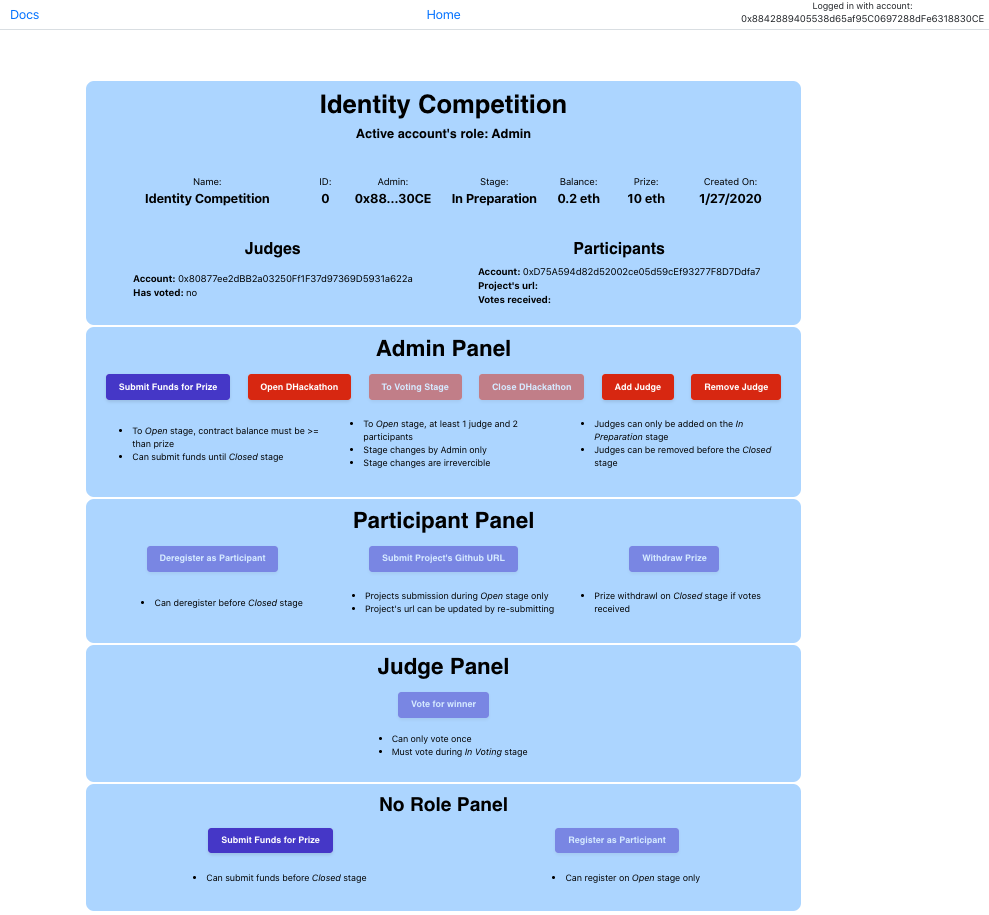 Docs
Home
Logged in with account:
0x8842889405538d65af95C0697288dFe6318830CE
Identity Competition
Active account's role: Admin
Name: ID: Admin: Stage: Balance: Prize: Created On:
Identity Competition 0 0x88...30CE In Preparation 0.2 eth 10 eth 1/27/2020
Judges
Account: 0x80877ee2dBB2a03250Ff1F37d97369D5931a622a
Has voted: no
Participants
Account: 0xD75A594d82d52002ce05d59cEf93277F8D7Ddfa7
Project's url:
Votes received:
Admin Panel
Submit Funds for Prize Open DHackathon To Voting Stage Close DHackathon Add Judge Remove Judge
• To Open stage, contract balance must be >=
than prize
• Can submit funds until Closed stage
• To Open stage, at least 1 judge and 2
participants
• Stage changes by Admin only
• Stage changes are irrevercible
• Judges can only be added on the In
Preparation stage
• Judges can be removed before the Closed
stage
Participant Panel
Deregister as Participant Submit Project's Github URL Withdraw Prize
• Can deregister before Closed stage
• Projects submission during Open stage only
• Project's url can be updated by re-submitting
• Prize withdrawl on Closed stage if votes
received
Judge Panel
Vote for winner
• Can only vote once
• Must vote during In Voting stage
No Role Panel
Submit Funds for Prize Register as Participant
• Can submit funds before Closed stage
• Can register on Open stage only